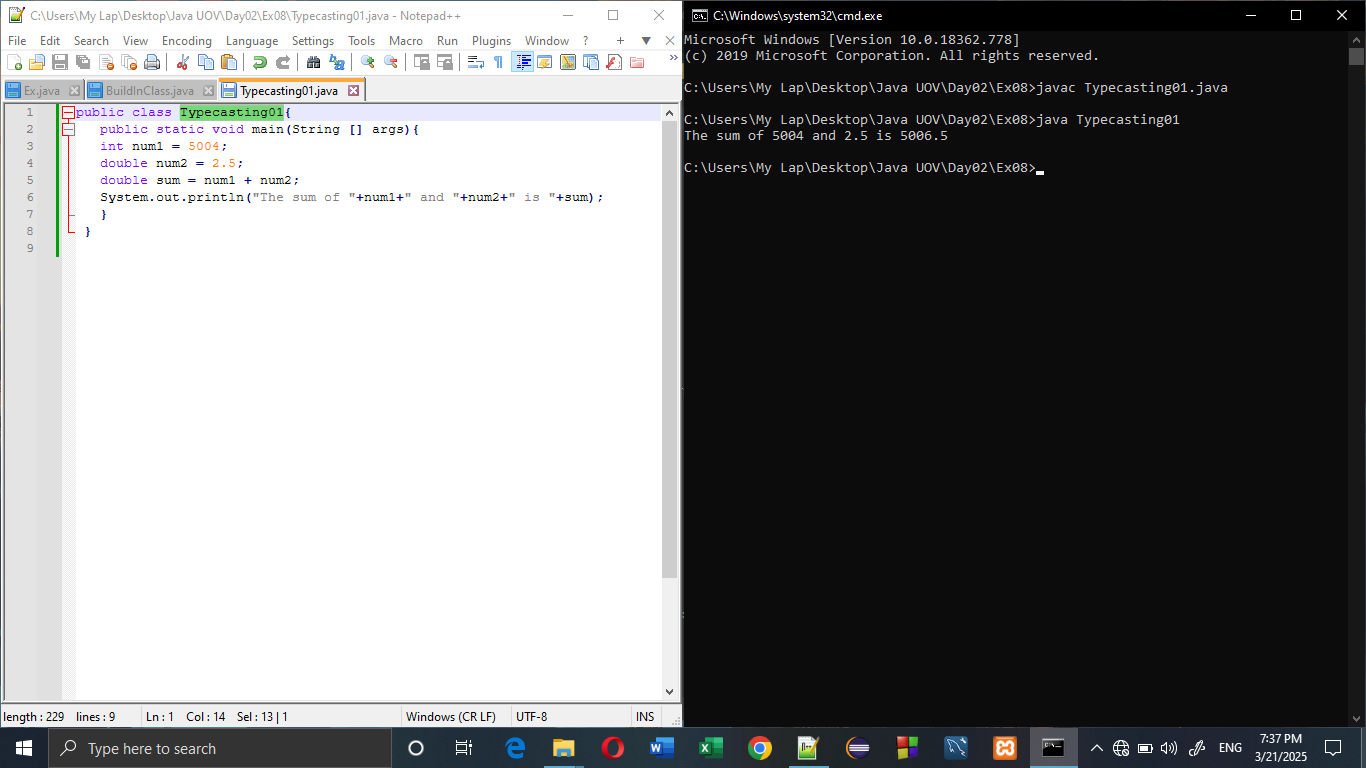 C:\Users\My Lap\Desktop\Java UOV\Day02\Ex08\Typecasting01.java - Notepad++
File Edit Search View Encoding Language Settings Tools Macro Run Plugins Window ?
Ex.java BuildInClass.java Typecasting01.java
1 public class Typecasting01{
2 public static void main(String [] args){
3 int num1 = 5004;
4 double num2 = 2.5;
5 double sum = num1 + num2;
6 System.out.println("The sum of "+num1+" and "+num2+" is "+sum);
7 }
8 }
9
length : 229 lines : 9 Ln : 1 Col : 14 Sel : 13 | 1 Windows (CR LF) UTF-8 INS
C:\Windows\system32\cmd.exe
Microsoft Windows [Version 10.0.18362.778]
(c) 2019 Microsoft Corporation. All rights reserved.
C:\Users\My Lap\Desktop\Java UOV\Day02\Ex08>javac Typecasting01.java
C:\Users\My Lap\Desktop\Java UOV\Day02\Ex08>java Typecasting01
The sum of 5004 and 2.5 is 5006.5
C:\Users\My Lap\Desktop\Java UOV\Day02\Ex08>
Type here to search
ENG
7:37 PM
3/21/2025